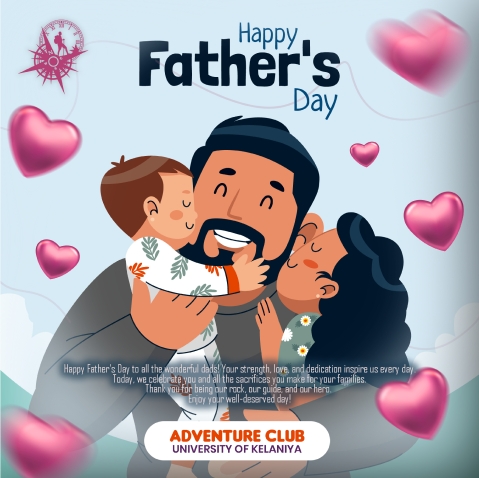 Happy
Father's
Day
Happy Father's Day to all the wonderful dads! Your strength, love, and dedication inspire us every day.
Today, we celebrate you and all the sacrifices you make for your families.
Thank you for being our rock, our guide, and our hero.
Enjoy your well-deserved day!
ADVENTURE CLUB
UNIVERSITY OF KELANIYA